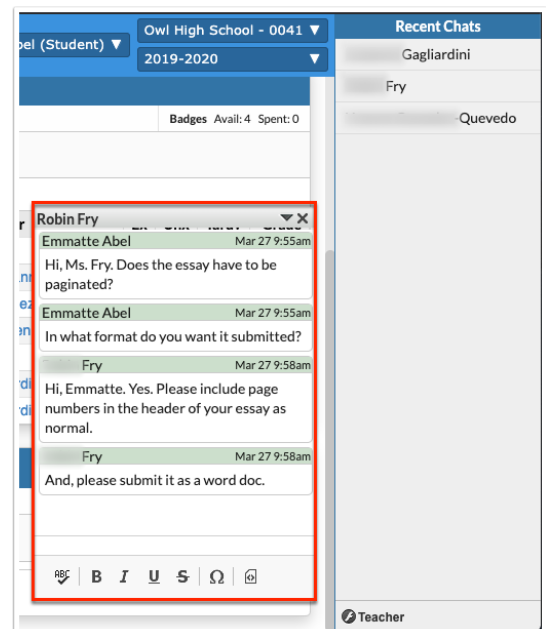 (Student) ▼
Owl High School - 0041 ▼
2019-2020 ▼
Badges Avail: 4 Spent: 0
Robin Fry
Emmatte Abel Mar 27 9:55am
Hi, Ms. Fry. Does the essay have to be
paginated?
Emmatte Abel Mar 27 9:55am
In what format do you want it submitted?
Fry Mar 27 9:58am
Hi, Emmatte. Yes. Please include page
numbers in the header of your essay as
normal.
Fry Mar 27 9:58am
And, please submit it as a word doc.
ABC B I U S Ω
Recent Chats
Gagliardini
Fry
-Quevedo
Teacher